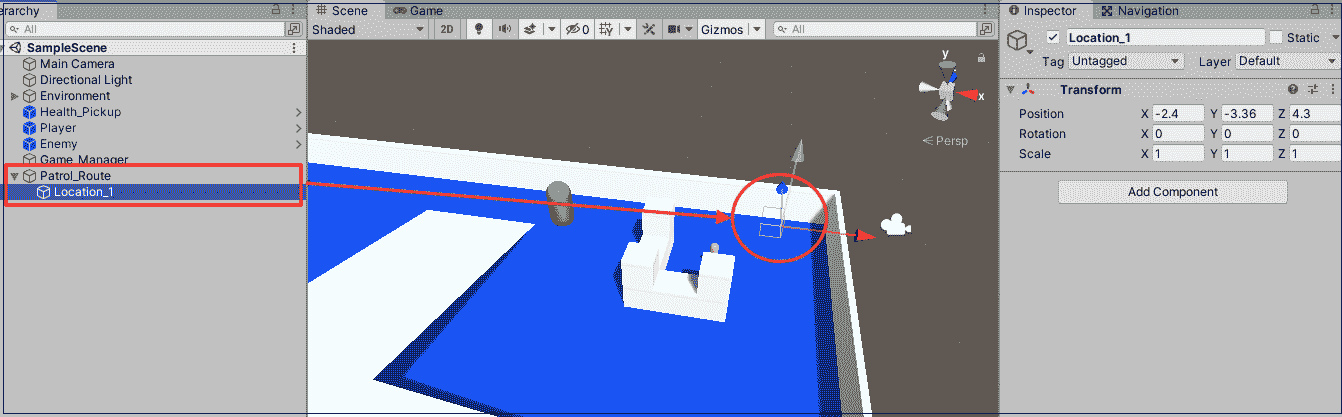 erarchy
All
SampleScene
Main Camera
Directional Light
Environment
Health_Pickup
Player
Enemy
Game_Manager
Patrol_Route
Location_1
Scene Game
Shaded 2D 0 Gizmos All
y
x
Persp
Inspector Navigation
Location_1 Static
Tag Untagged Layer Default
Transform
Position X -2.4 Y -3.36 Z 4.3
Rotation X 0 Y 0 Z 0
Scale X 1 Y 1 Z 1
Add Component